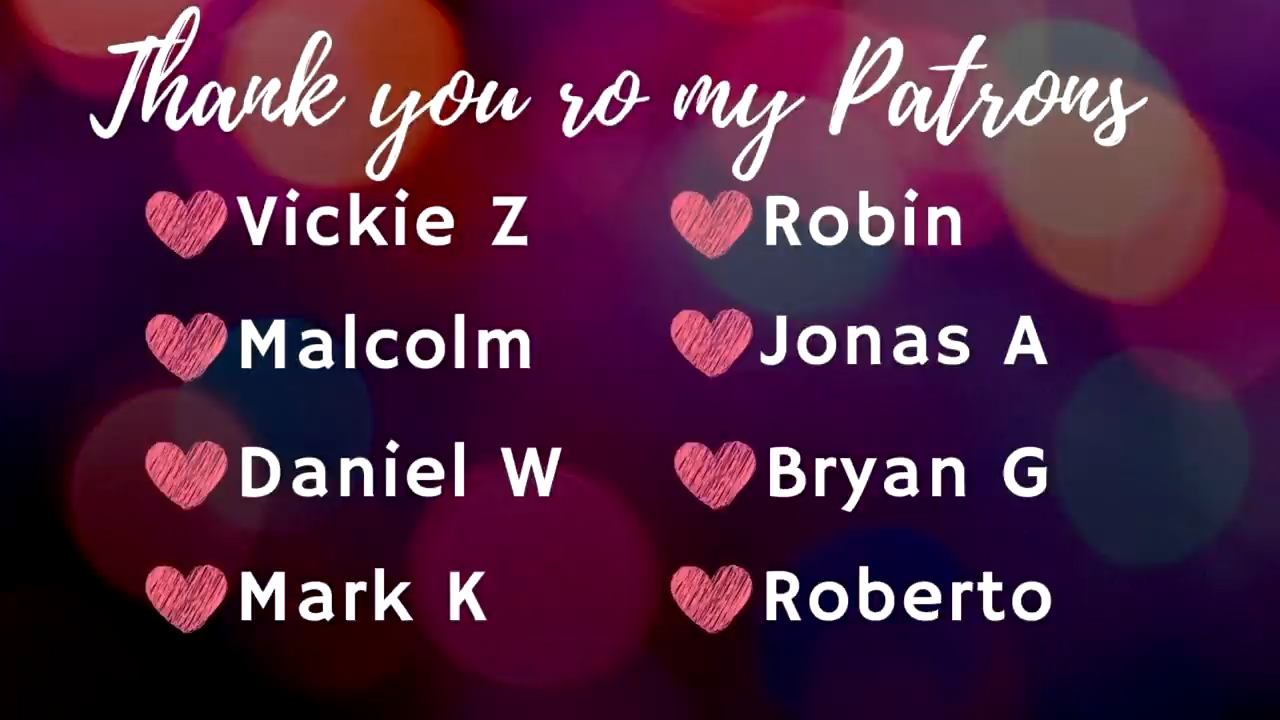 Thank you ro my Patrons
Vickie Z
Robin
Malcolm
Jonas A
Daniel W
Bryan G
Mark K
Roberto